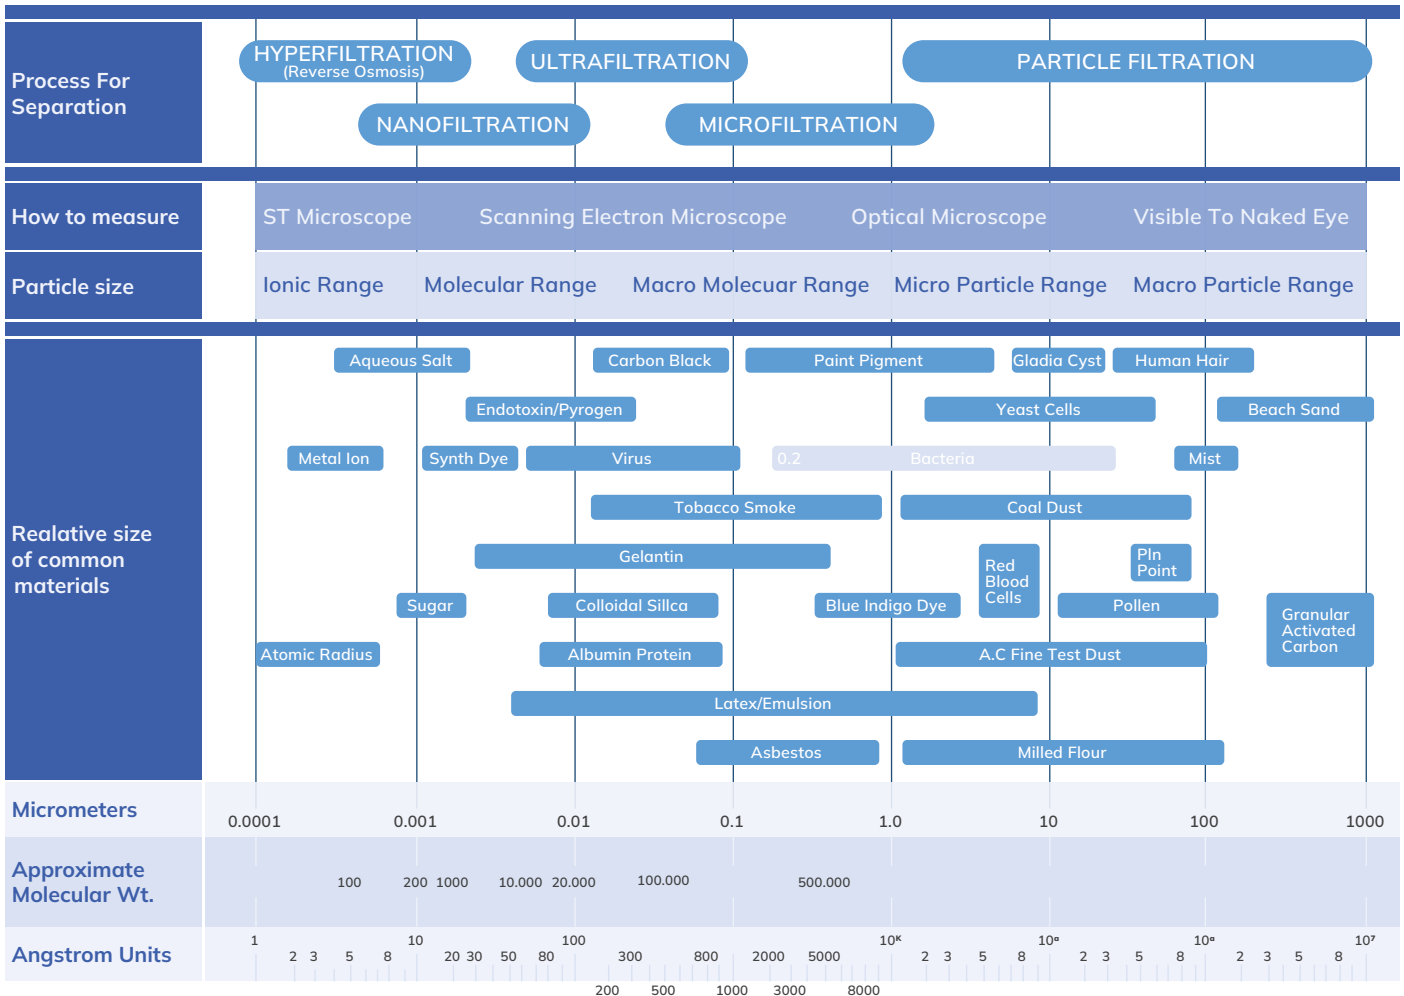 Process For
Separation
HYPERFILTRATION
(Reverse Osmosis)
ULTRAFILTRATION
PARTICLE FILTRATION
NANOFILTRATION
MICROFILTRATION
How to measure
ST Microscope
Scanning Electron Microscope
Optical Microscope
Visible To Naked Eye
Particle size
Ionic Range
Molecular Range
Macro Molecuar Range
Micro Particle Range
Macro Particle Range
Realative size
of common
materials
Aqueous Salt
Carbon Black
Paint Pigment
Gladia Cyst
Human Hair
Endotoxin/Pyrogen
Yeast Cells
Beach Sand
Metal Ion
Synth Dye
Virus
0.2
Bacteria
Mist
Tobacco Smoke
Coal Dust
Gelantin
Red
Blood
Cells
Pln
Point
Sugar
Colloidal Sillca
Blue Indigo Dye
Pollen
Granular
Activated
Carbon
Atomic Radius
Albumin Protein
A.C Fine Test Dust
Latex/Emulsion
Asbestos
Milled Flour
Micrometers
0.0001 0.001 0.01 0.1 1.0 10 100 1000
Approximate
Molecular Wt.
100 200 1000 10.000 20.000 100.000 500.000
Angstrom Units
1 10 100 10ᴷ 10ᵅ 10ᵅ 10⁷
2 3 5 8 20 30 50 80 300 800 2000 5000 2 3 5 8 2 3 5 8 2 3 5 8
200 500 1000 3000 8000